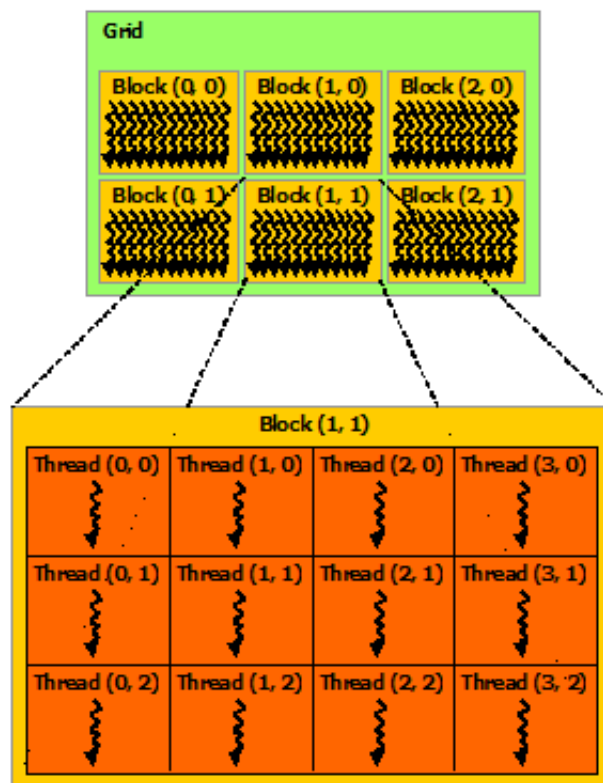 Grid
Block (0, 0) Block (1, 0) Block (2, 0)
Block (0, 1) Block (1, 1) Block (2, 1)
Block (1, 1)
Thread (0, 0) Thread (1, 0) Thread (2, 0) Thread (3, 0)
Thread (0, 1) Thread (1, 1) Thread (2, 1) Thread (3, 1)
Thread (0, 2) Thread (1, 2) Thread (2, 2) Thread (3, 2)